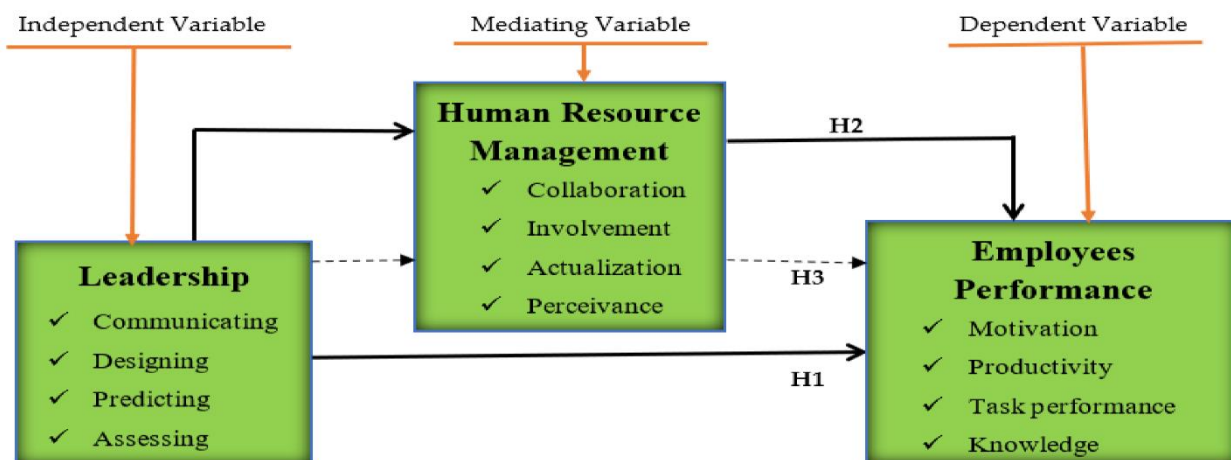 Independent Variable
Mediating Variable
Dependent Variable
Human Resource
Management
✓ Collaboration
✓ Involvement
✓ Actualization
✓ Perceivance
H2
Leadership
✓ Communicating
✓ Designing
✓ Predicting
✓ Assessing
H3
H1
Employees
Performance
✓ Motivation
✓ Productivity
✓ Task performance
✓ Knowledge